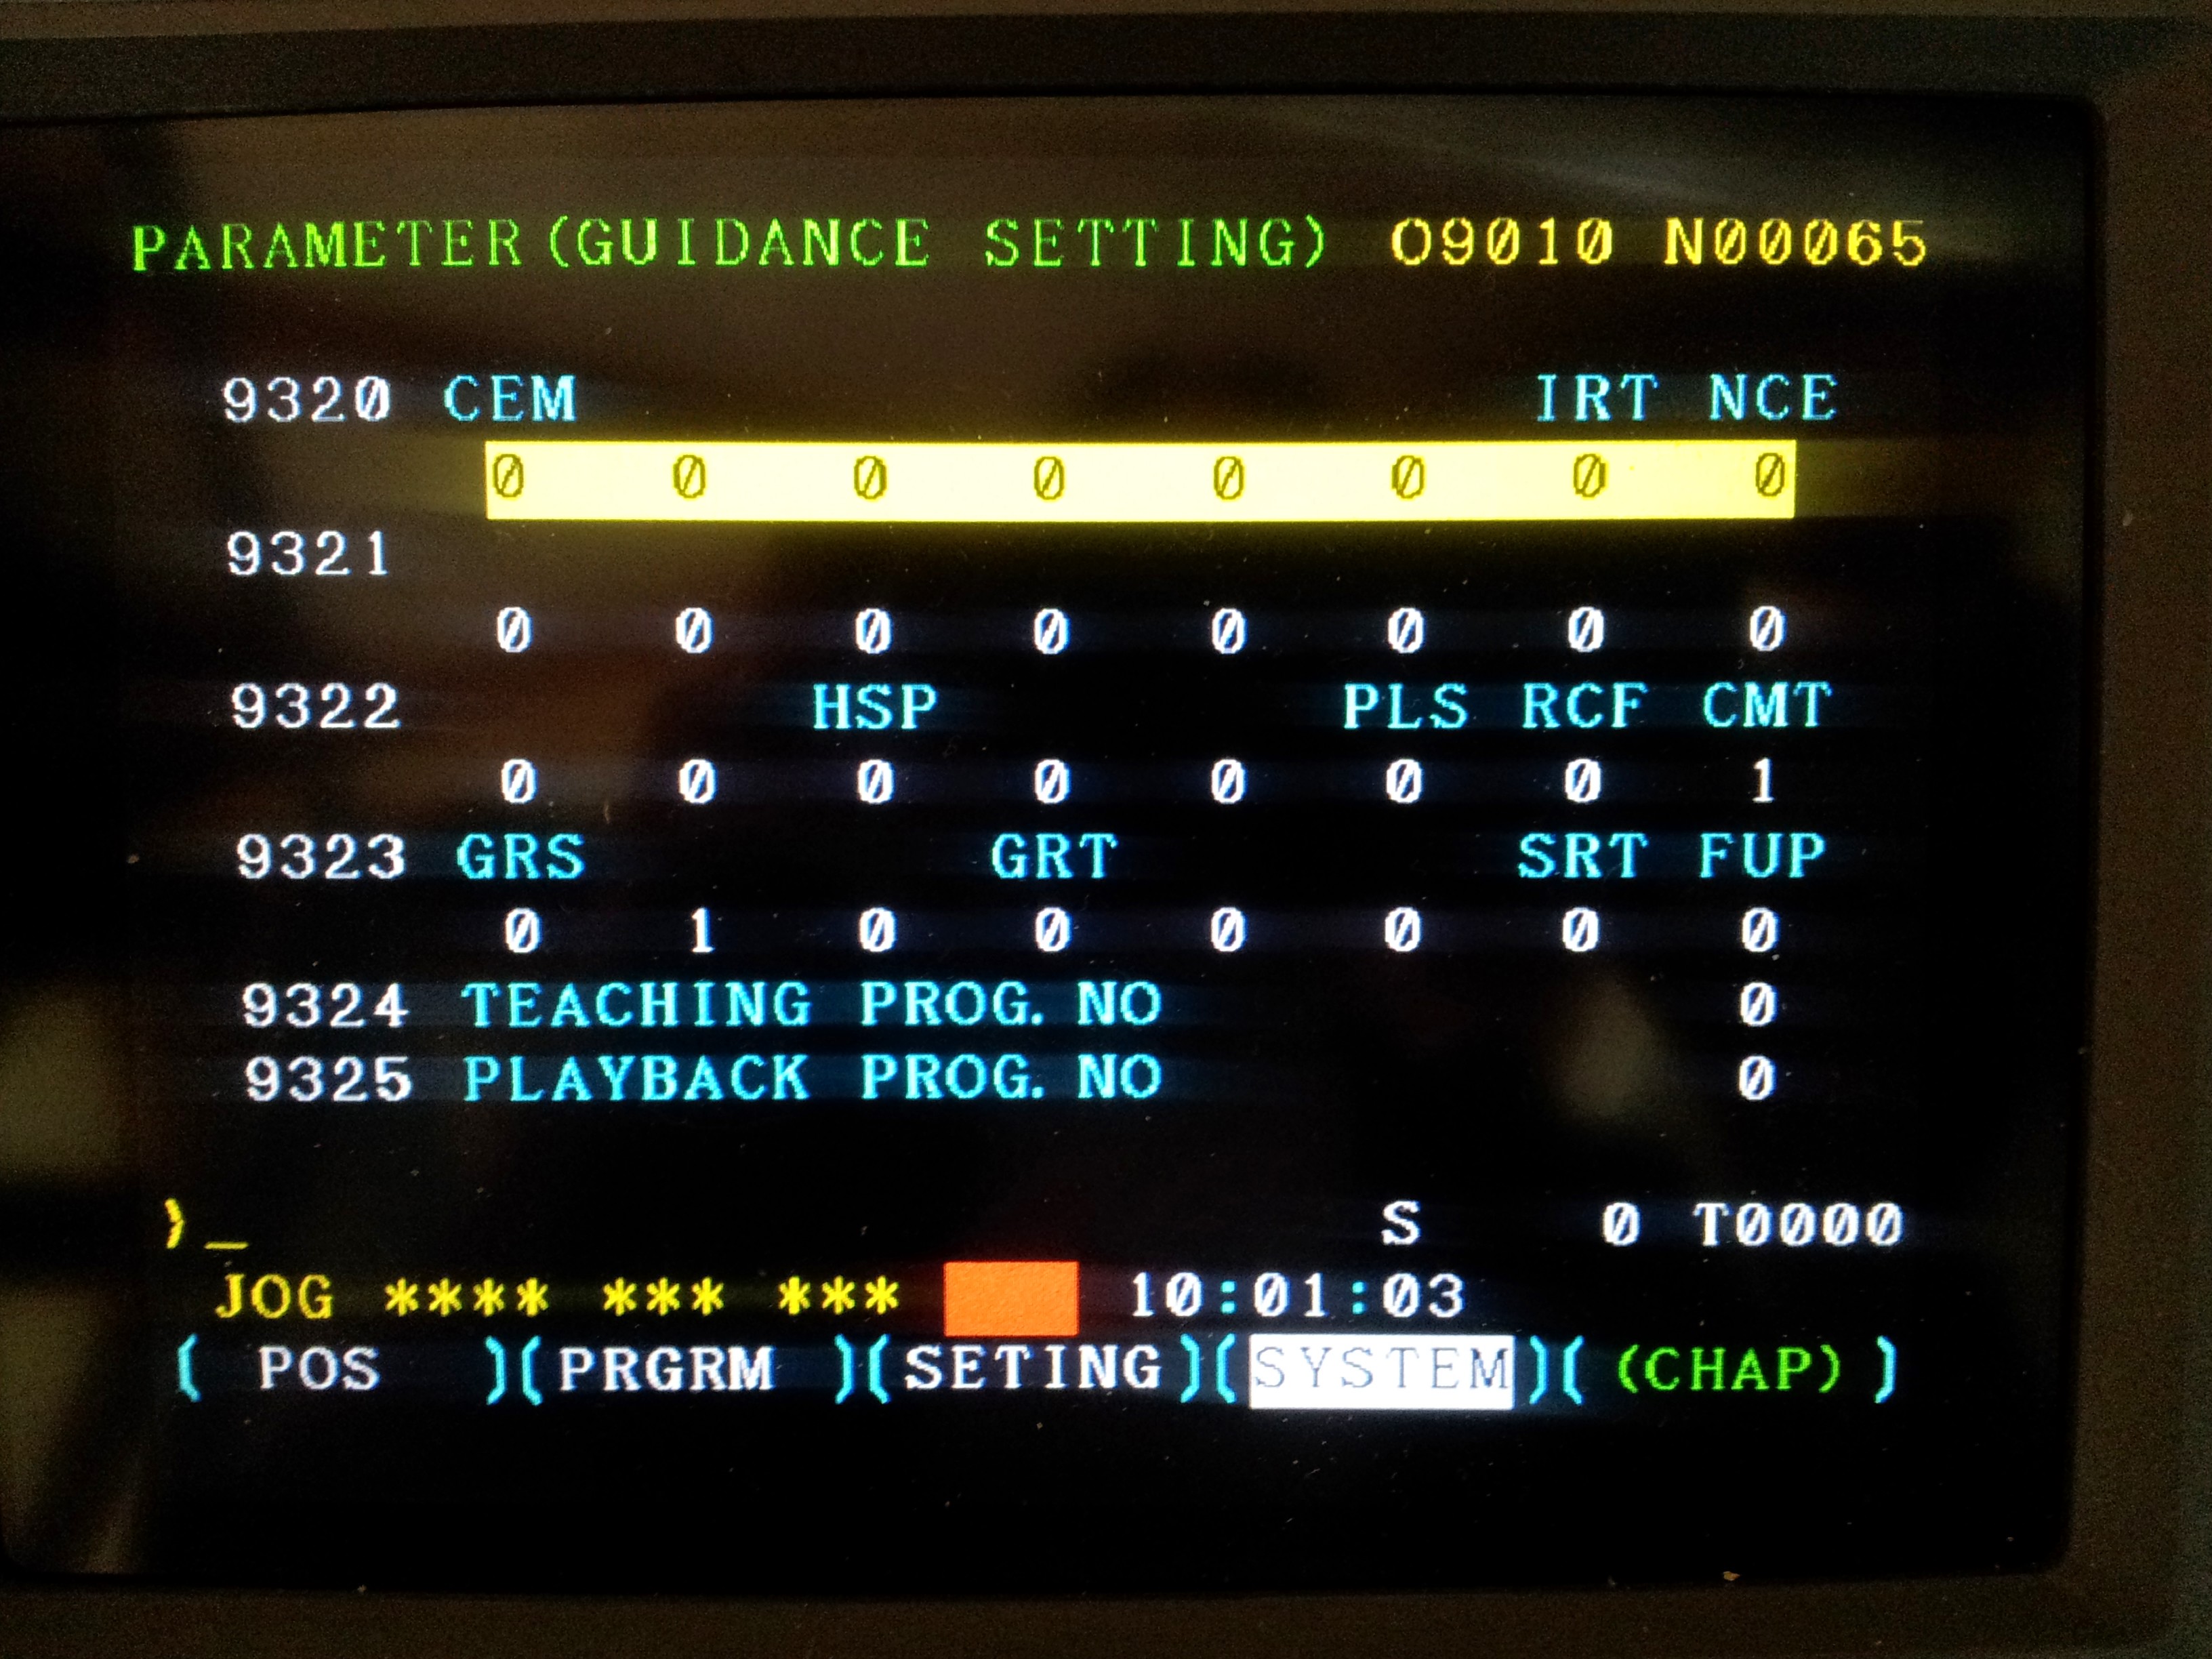 PARAMETER(GUIDANCE SETTING) O9010 N00065
9320 CEM IRT NCE
0 0 0 0 0 0 0 0
9321
0 0 0 0 0 0 0 0
9322 HSP PLS RCF CMT
0 0 0 0 0 0 0 1
9323 GRS GRT SRT FUP
0 1 0 0 0 0 0 0
9324 TEACHING PROG. NO 0
9325 PLAYBACK PROG. NO 0
)_ S 0 T0000
JOG **** *** *** 10:01:03
( POS )(PRGRM )(SETING)(SYSTEM)( (CHAP) )